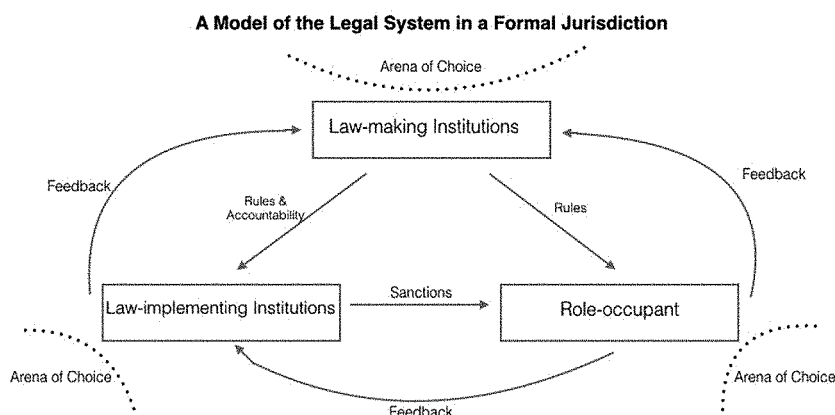 A Model of the Legal System in a Formal Jurisdiction
Arena of Choice
Law-making Institutions
Feedback
Feedback
Rules &
Accountability
Rules
Law-implementing Institutions
Sanctions
Role-occupant
Arena of Choice
Arena of Choice
Feedback